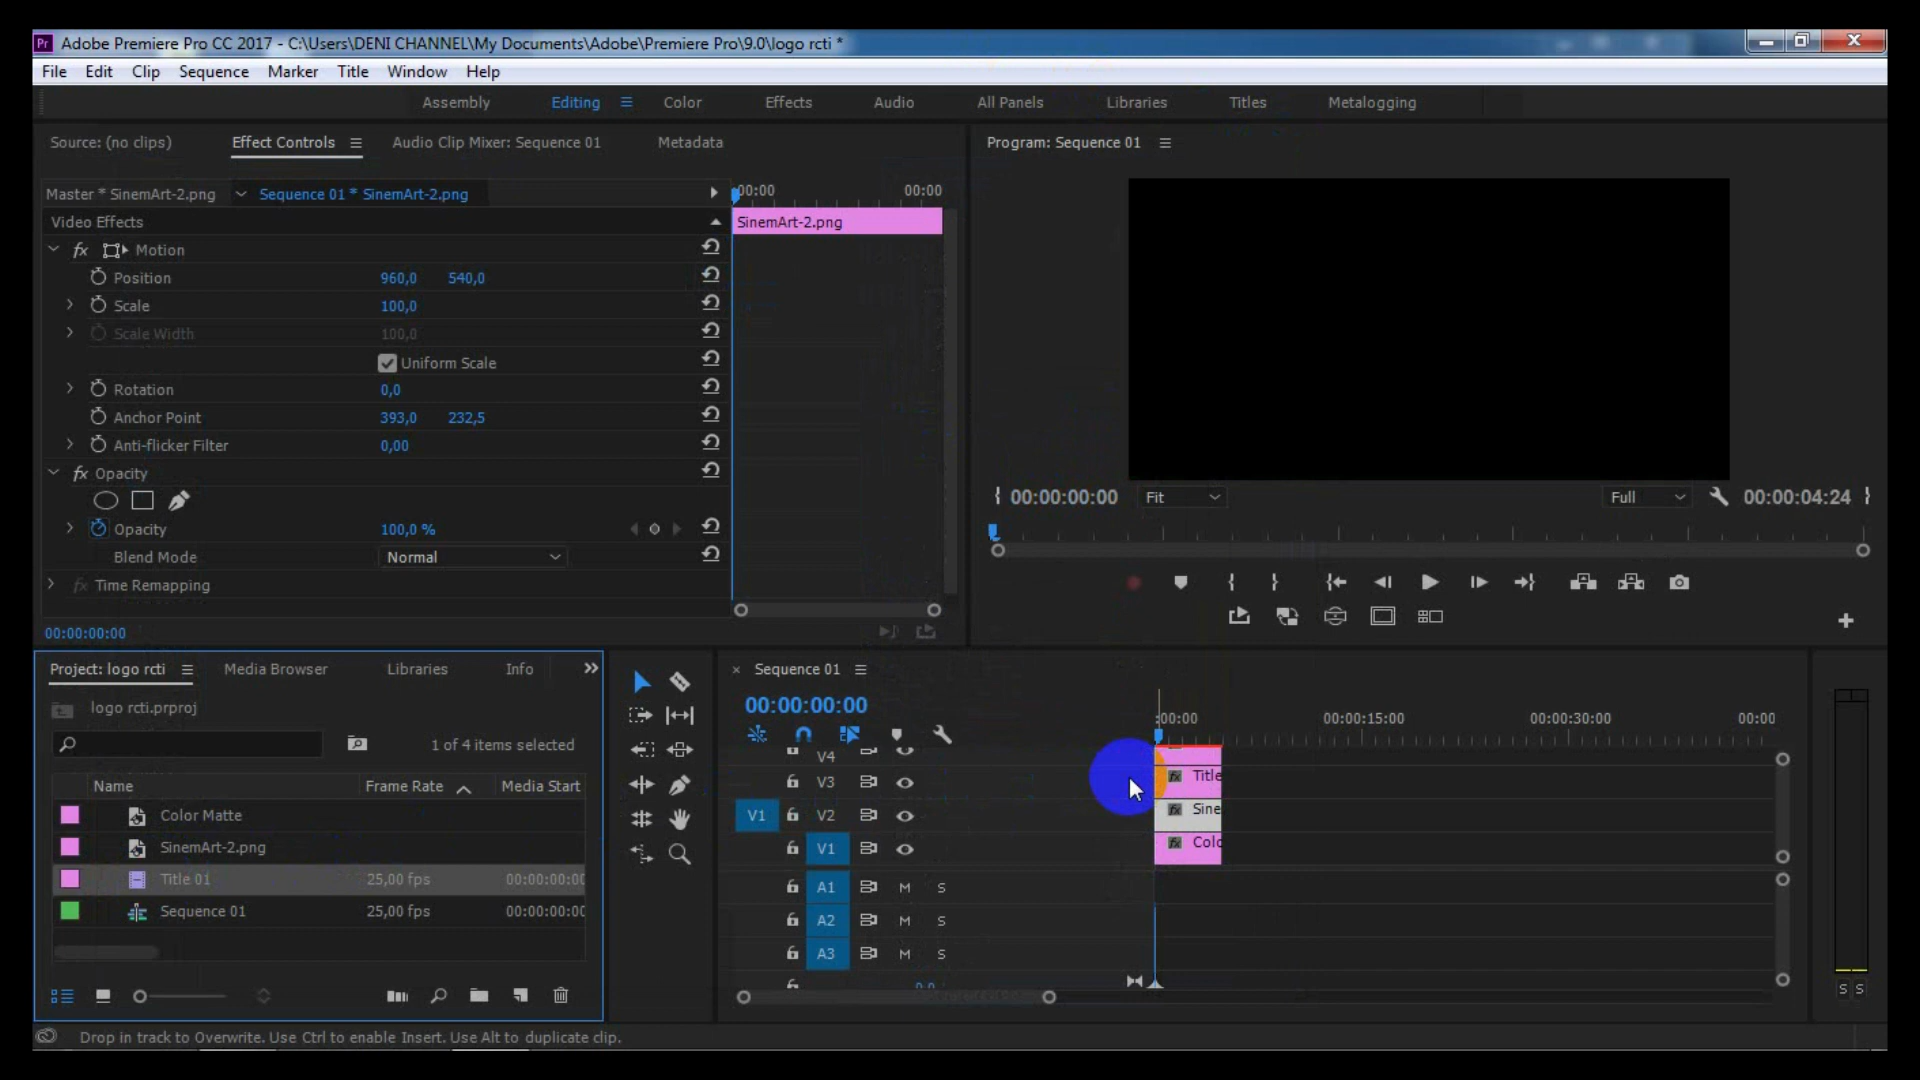 Adobe Premiere Pro CC 2017 - C:\Users\DENI CHANNEL\My Documents\Adobe\Premiere Pro\9.0\logo rcti *
File Edit Clip Sequence Marker Title Window Help
Assembly Editing Color Effects Audio All Panels Libraries Titles Metalogging
Source: (no clips) Effect Controls Audio Clip Mixer: Sequence 01 Metadata
Program: Sequence 01
Master * SinemArt-2.png Sequence 01 * SinemArt-2.png
00:00 00:00
Video Effects
SinemArt-2.png
fx Motion
Position 960,0 540,0
Scale 100,0
Scale Width 100,0
Uniform Scale
Rotation 0,0
Anchor Point 393,0 232,5
Anti-flicker Filter 0,00
fx Opacity
Opacity 100,0 %
Blend Mode Normal
fx Time Remapping
00:00:00:00
00:00:00:00 Fit Full 00:00:04:24
Project: logo rcti Media Browser Libraries Info
logo rcti.prproj
1 of 4 items selected
Name Frame Rate Media Start
Color Matte
SinemArt-2.png
Title 01 25,00 fps 00:00:00:00
Sequence 01 25,00 fps 00:00:00:00
× Sequence 01
00:00:00:00
:00:00 00:00:15:00 00:00:30:00 00:00
V4
V3 fx Title
V1 V2 fx Sine
V1 fx Colo
A1 M S
A2 M S
A3 M S
0,0
S S
Drop in track to Overwrite. Use Ctrl to enable Insert. Use Alt to duplicate clip.